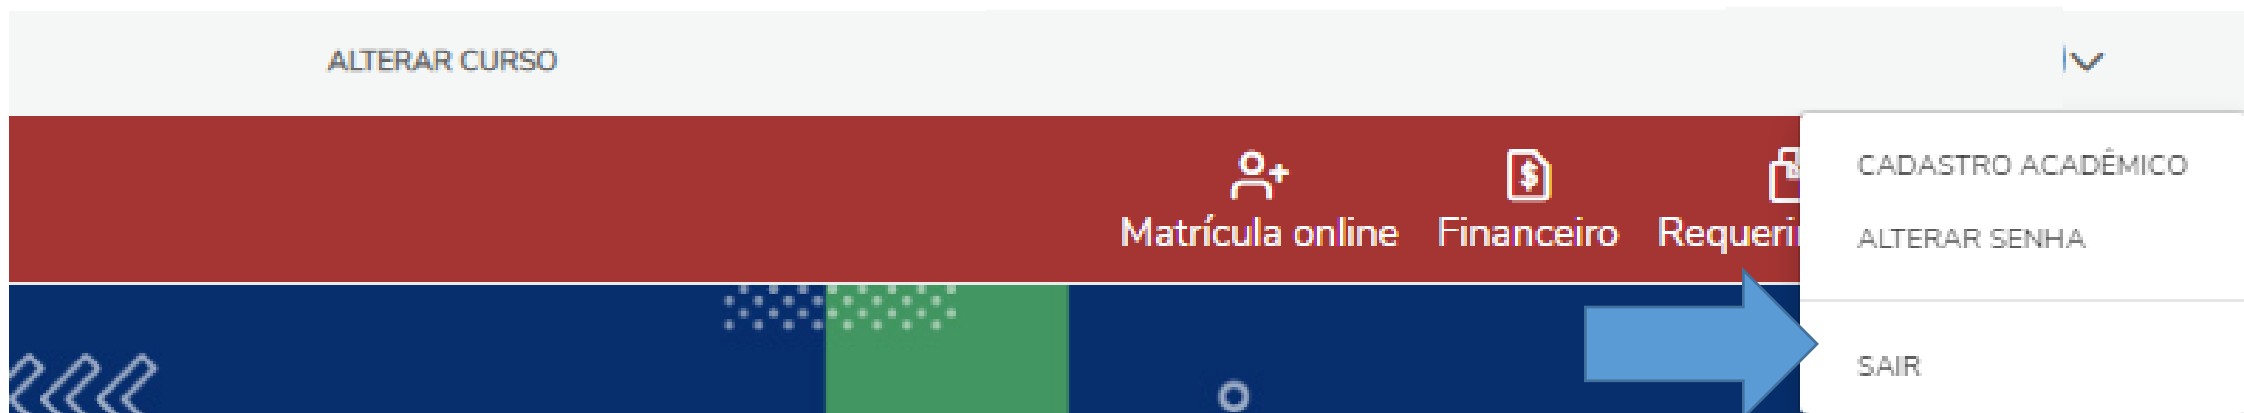 ALTERAR CURSO
Matrícula online
Financeiro
CADASTRO ACADÊMICO
ALTERAR SENHA
SAIR